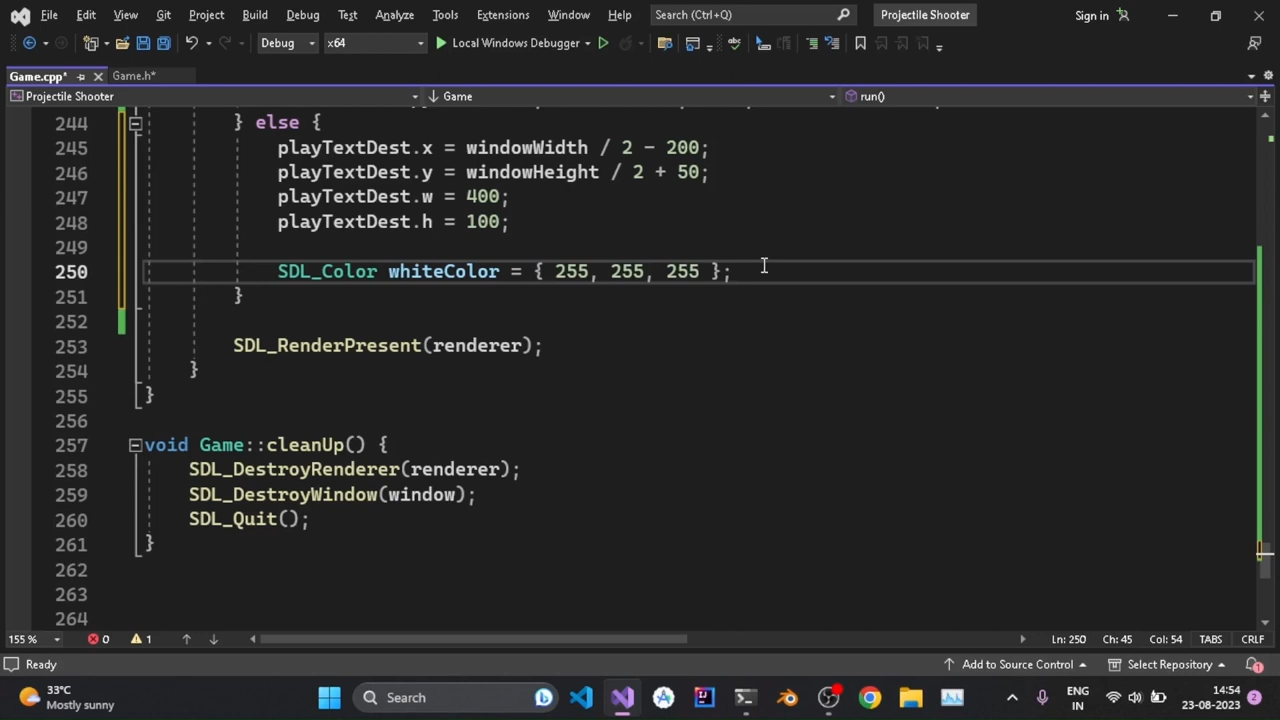 File Edit View Git Project Build Debug Test Analyze Tools Extensions Window Help Search (Ctrl+Q) Projectile Shooter Sign in
Debug x64 Local Windows Debugger
Game.cpp* Game.h*
Projectile Shooter Game run()
244 } else {
245 playTextDest.x = windowWidth / 2 - 200;
246 playTextDest.y = windowHeight / 2 + 50;
247 playTextDest.w = 400;
248 playTextDest.h = 100;
249
250 SDL_Color whiteColor = { 255, 255, 255 };
251 }
252
253 SDL_RenderPresent(renderer);
254 }
255 }
256
257 void Game::cleanUp() {
258 SDL_DestroyRenderer(renderer);
259 SDL_DestroyWindow(window);
260 SDL_Quit();
261 }
262
263
264
155 % 0 1 Ln: 250 Ch: 45 Col: 54 TABS CRLF
Ready Add to Source Control Select Repository 2
33°C
Mostly sunny
Search
ENG
IN
14:54
23-08-2023
2